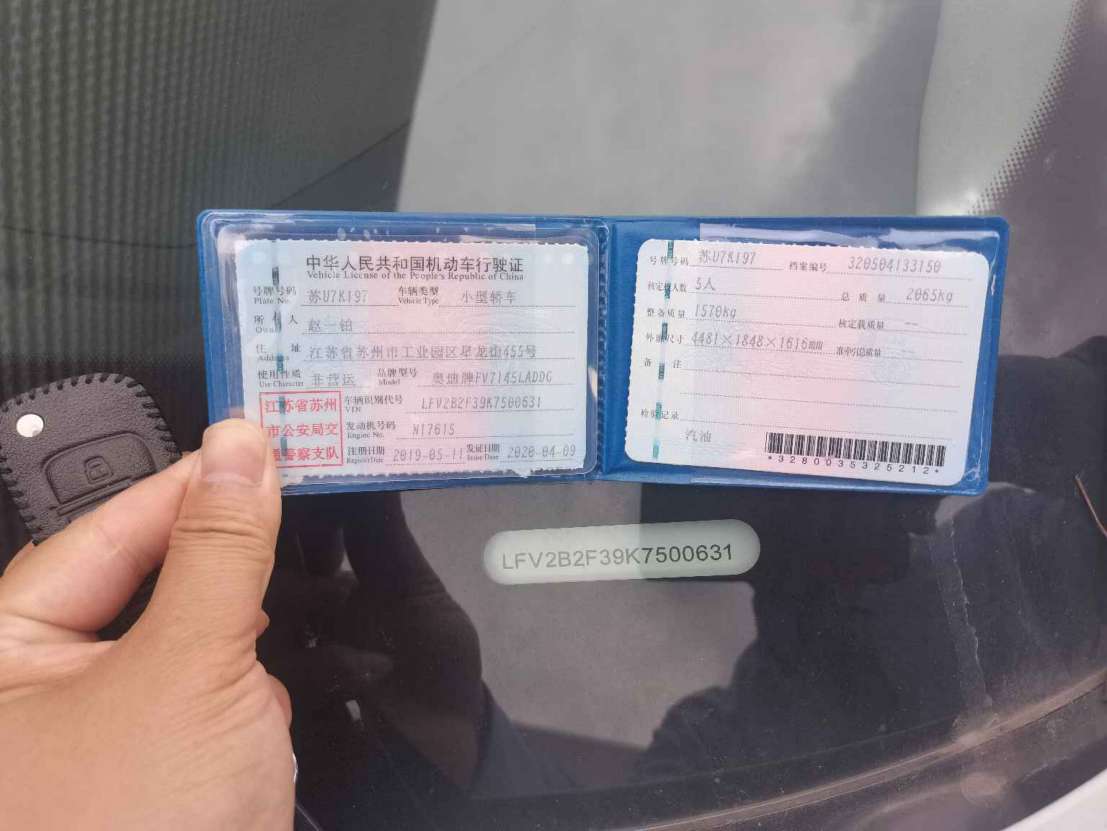 中华人民共和国机动车行驶证
Vehicle License of the People's Republic of China
号牌号码 苏U7K197 车辆类型 小型轿车
Plate No. Vehicle Type
所 人 赵一铂
住 址 江苏省苏州市工业园区星龙街455号
Address
使用性质 非营运 品牌型号 奥迪牌FV7145LADDG
Use Character Model
江苏省苏州
市公安局交
警察支队
车辆识别代号 LFV2B2F39K7500631
VIN
发动机号码 W17615
Engine No.
注册日期 2019-05-11 发证日期 2020-04-09
Register Date Issue Date
号牌号码 苏U7K197 档案编号 320504133150
核定 人数 5人 总 质 量 2065kg
整备质量 1570kg 核定载质量 --
外 尺寸 4481×1848×1616mm 准牵引总质量 --
备 注
检验记录
汽油
*3280035325212*
LFV2B2F39K7500631